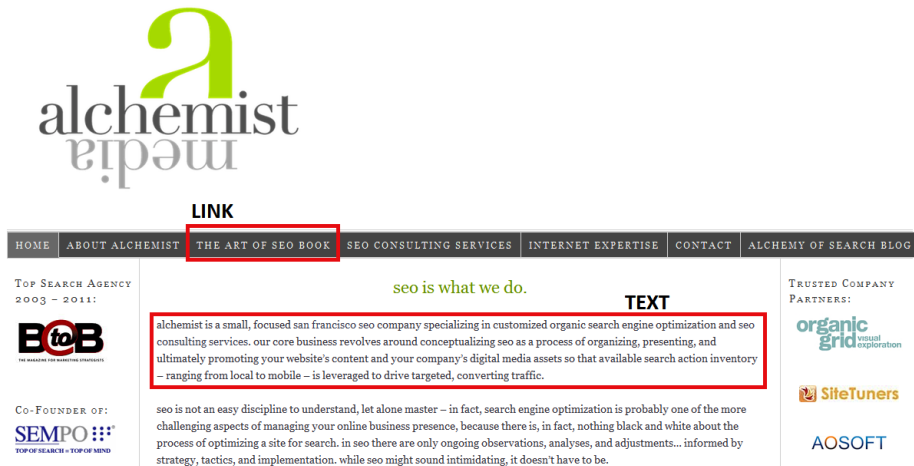 a
alchemist
media
LINK
HOME
ABOUT ALCHEMIST
THE ART OF SEO BOOK
SEO CONSULTING SERVICES
INTERNET EXPERTISE
CONTACT
ALCHEMY OF SEARCH BLOG
Top Search Agency
2003 – 2011:
BtoB
THE MAGAZINE FOR MARKETING STRATEGISTS
Co-Founder of:
SEMPO
TOP OF SEARCH = TOP OF MIND
seo is what we do.
TEXT
alchemist is a small, focused san francisco seo company specializing in customized organic search engine optimization and seo
consulting services. our core business revolves around conceptualizing seo as a process of organizing, presenting, and
ultimately promoting your website's content and your company's digital media assets so that available search action inventory
– ranging from local to mobile – is leveraged to drive targeted, converting traffic.
seo is not an easy discipline to understand, let alone master – in fact, search engine optimization is probably one of the more
challenging aspects of managing your online business presence, because there is, in fact, nothing black and white about the
process of optimizing a site for search. in seo there are only ongoing observations, analyses, and adjustments... informed by
strategy, tactics, and implementation. while seo might sound intimidating, it doesn't have to be.
Trusted Company
Partners:
organic
grid visual
exploration
SiteTuners
AOSOFT